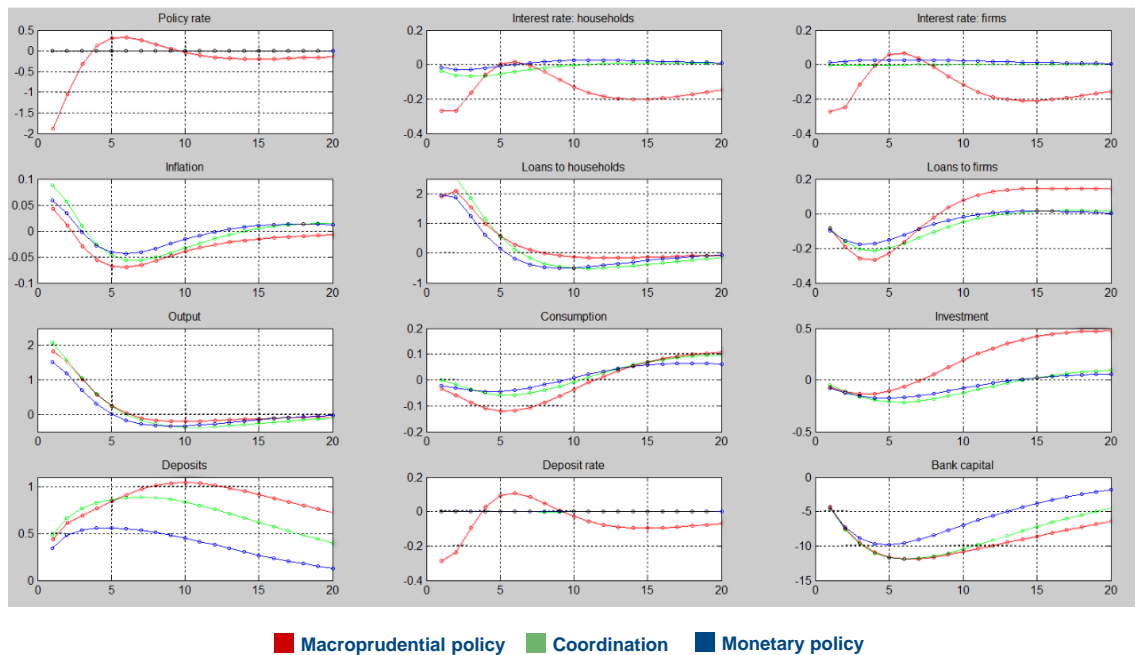 Policy rate
Interest rate: households
Interest rate: firms
0.5
0
-0.5
-1
-1.5
-2
0 5 10 15 20
0.2
0
-0.2
-0.4
0 5 10 15 20
0.2
0
-0.2
-0.4
0 5 10 15 20
Inflation
Loans to households
Loans to firms
0.1
0.05
0
-0.05
-0.1
0 5 10 15 20
2
1
0
-1
0 5 10 15 20
0.2
0
-0.2
-0.4
0 5 10 15 20
Output
Consumption
Investment
2
1
0
0 5 10 15 20
0.2
0.1
0
-0.1
-0.2
0 5 10 15 20
0.5
0
-0.5
0 5 10 15 20
Deposits
Deposit rate
Bank capital
1
0.5
0
0 5 10 15 20
0.2
0
-0.2
-0.4
0 5 10 15 20
0
-5
-10
-15
0 5 10 15 20
Macroprudential policy Coordination Monetary policy